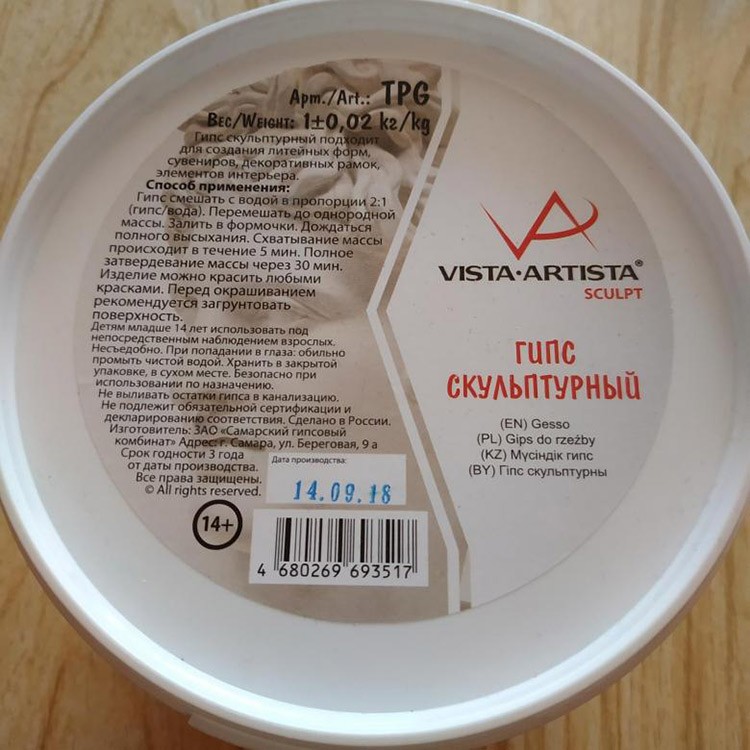 Арт./Art.: TPG
Вес/Weight: 1±0,02 кг/kg
Гипс скульптурный подходит
для создания литейных форм,
сувениров, декоративных рамок,
элементов интерьера.
Способ применения:
Гипс смешать с водой в пропорции 2:1
(гипс/вода). Перемешать до однородной
массы. Залить в формочки. Дождаться
полного высыхания. Схватывание массы
происходит в течение 5 мин. Полное
затвердевание массы через 30 мин.
Изделие можно красить любыми
красками. Перед окрашиванием
рекомендуется загрунтовать
поверхность.
Детям младше 14 лет использовать под
непосредственным наблюдением взрослых.
Несъедобно. При попадании в глаза: обильно
промыть чистой водой. Хранить в закрытой
упаковке, в сухом месте. Безопасно при
использовании по назначению.
Не выливать остатки гипса в канализацию.
Не подлежит обязательной сертификации и
декларированию соответствия. Сделано в России.
Изготовитель: ЗАО «Самарский гипсовый
комбинат» Адрес: г. Самара, ул. Береговая, 9 а
Срок годности 3 года
от даты производства.
Все права защищены.
© All rights reserved.
Дата производства:
14.09.18
14+
4 680269 693517
VISTA·ARTISTA®
SCULPT
ГИПС
СКУЛЬПТУРНЫЙ
(EN) Gesso
(PL) Gips do rzeźby
(KZ) Мүсіндік гипс
(BY) Гіпс скульптурны